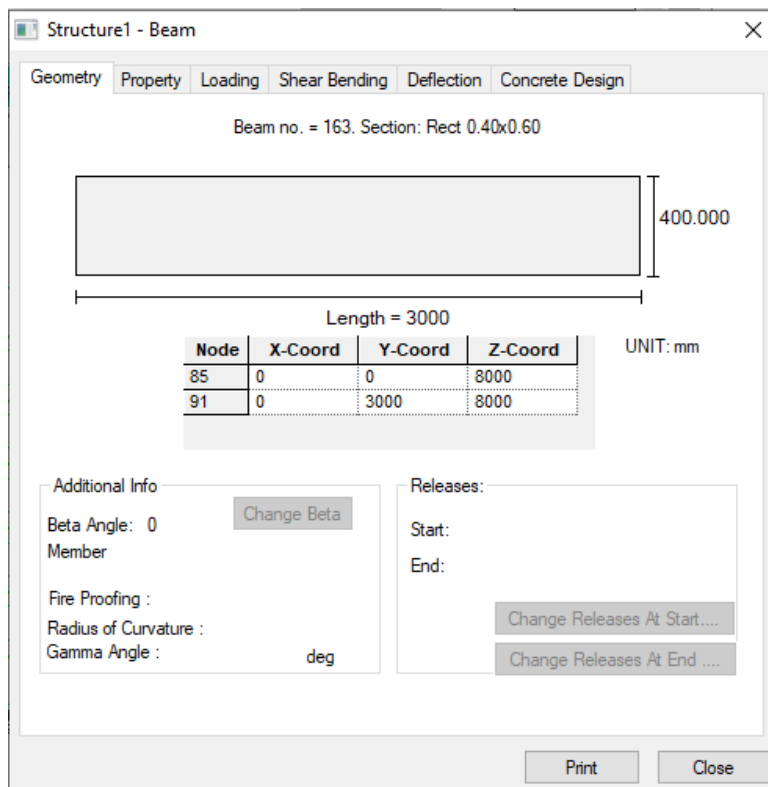 Structure1 - Beam
Geometry Property Loading Shear Bending Deflection Concrete Design
Beam no. = 163. Section: Rect 0.40x0.60
400.000
Length = 3000
UNIT: mm
Node X-Coord Y-Coord Z-Coord
85 0 0 8000
91 0 3000 8000
Additional Info
Beta Angle: 0 Change Beta
Member
Fire Proofing :
Radius of Curvature :
Gamma Angle : deg
Releases:
Start:
End:
Change Releases At Start....
Change Releases At End ....
Print Close